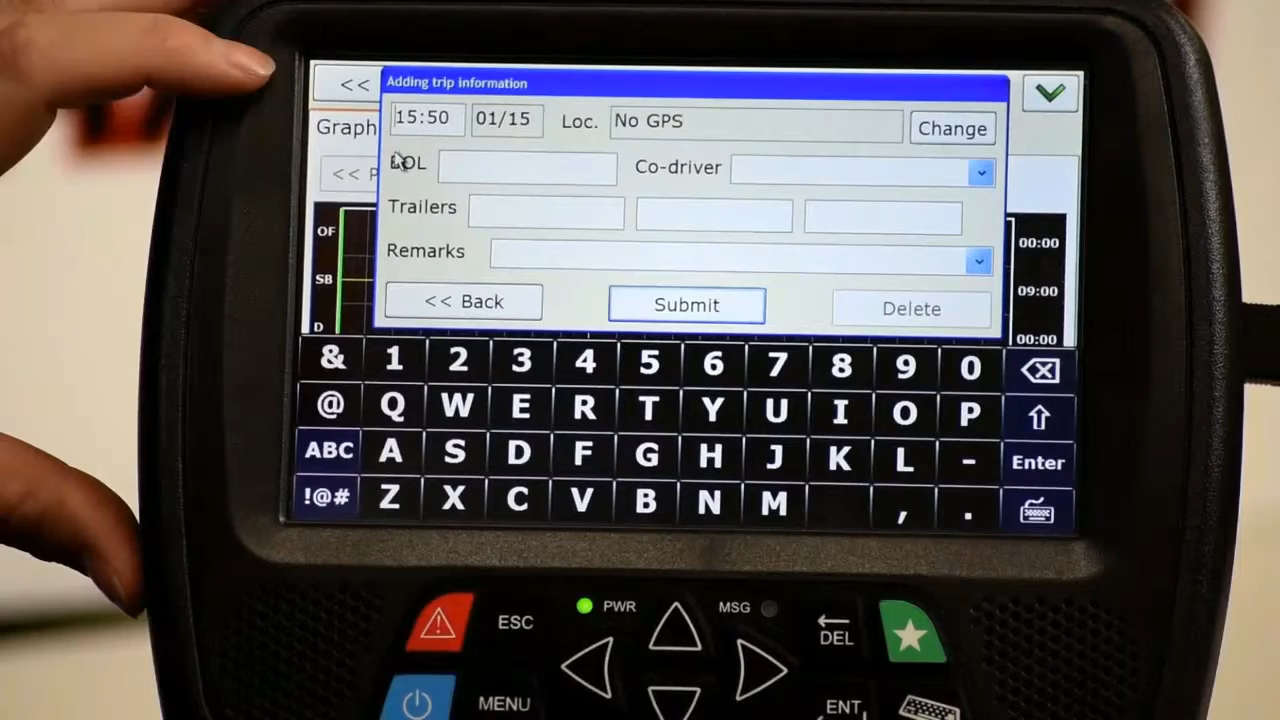 << Adding trip information
15:50 01/15 Loc. No GPS Change
Graph
OL Co-driver
<< P
Trailers
OF 00:00
Remarks
SB 09:00
<< Back Submit Delete
D 00:00
& 1 2 3 4 5 6 7 8 9 0
@ Q W E R T Y U I O P
ABC A S D F G H J K L - Enter
!@# Z X C V B N M , .
PWR MSG
ESC DEL
MENU ENT